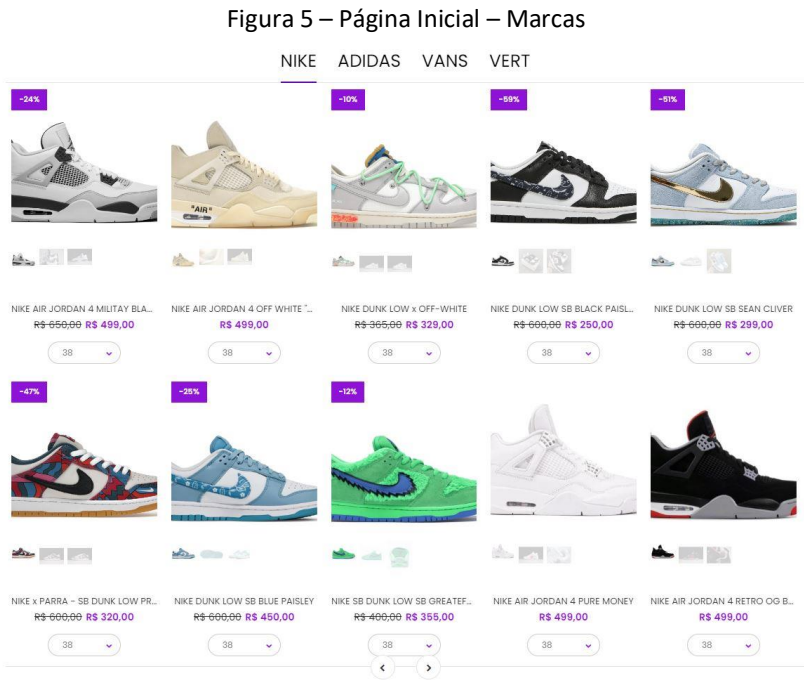 Figura 5 – Página Inicial – Marcas
NIKE ADIDAS VANS VERT
-24% -10% -59% -51%
"AIR"
NIKE AIR JORDAN 4 MILITAY BLA... NIKE AIR JORDAN 4 OFF WHITE "... NIKE DUNK LOW x OFF-WHITE NIKE DUNK LOW SB BLACK PAISL... NIKE DUNK LOW SB SEAN CLIVER
R$ 650,00 R$ 499,00 R$ 499,00 R$ 365,00 R$ 329,00 R$ 600,00 R$ 250,00 R$ 600,00 R$ 299,00
38 38 38 38 38
-47% -25% -12%
NIKE x PARRA - SB DUNK LOW PR... NIKE DUNK LOW SB BLUE PAISLEY NIKE SB DUNK LOW SB GREATEF... NIKE AIR JORDAN 4 PURE MONEY NIKE AIR JORDAN 4 RETRO OG B...
R$ 600,00 R$ 320,00 R$ 600,00 R$ 450,00 R$ 400,00 R$ 355,00 R$ 499,00 R$ 499,00
38 38 38 38 38